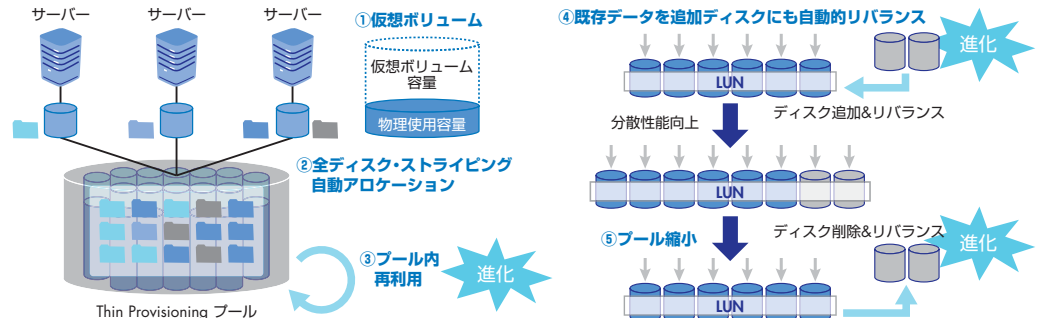 サーバー
サーバー
サーバー
①仮想ボリューム
仮想ボリューム
容量
物理使用容量
②全ディスク・ストライピング
自動アロケーション
③プール内
再利用
進化
Thin Provisioning プール
④既存データを追加ディスクにも自動的リバランス
進化
LUN
ディスク追加&リバランス
分散性能向上
LUN
⑤プール縮小
ディスク削除&リバランス
進化
LUN